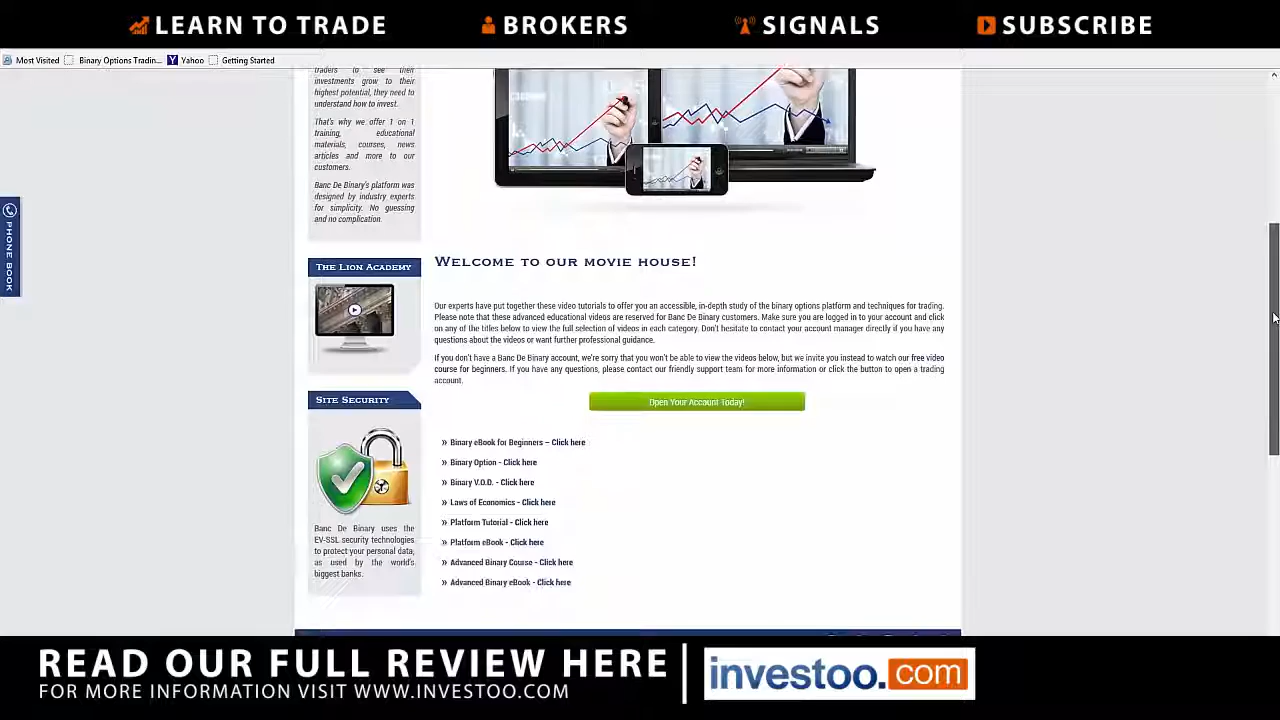 LEARN TO TRADE
BROKERS
SIGNALS
SUBSCRIBE
Most Visited
Binary Options Tradin...
Yahoo
Getting Started
traders to see their
investments grow to their
highest potential, they need to
understand how to invest.
That's why we offer 1 on 1
training, educational
materials, courses, news
articles and more to our
customers.
Banc De Binary's platform was
designed by industry experts
for simplicity. No guessing
and no complication.
PHONE BOOK
The Lion Academy
Site Security
Banc De Binary uses the
EV-SSL security technologies
to protect your personal data,
as used by the world's
biggest banks.
Welcome to our movie house!
Our experts have put together these video tutorials to offer you an accessible, in-depth study of the binary options platform and techniques for trading.
Please note that these advanced educational videos are reserved for Banc De Binary customers. Make sure you are logged in to your account and click
on any of the titles below to view the full selection of videos in each category. Don't hesitate to contact your account manager directly if you have any
questions about the videos or want further professional guidance.
If you don't have a Banc De Binary account, we're sorry that you won't be able to view the videos below, but we invite you instead to watch our free video
course for beginners. If you have any questions, please contact our friendly support team for more information or click the button to open a trading
account.
Open Your Account Today!
» Binary eBook for Beginners – Click here
» Binary Option - Click here
» Binary V.O.D. - Click here
» Laws of Economics - Click here
» Platform Tutorial - Click here
» Platform eBook - Click here
» Advanced Binary Course - Click here
» Advanced Binary eBook - Click here
READ OUR FULL REVIEW HERE
FOR MORE INFORMATION VISIT WWW.INVESTOO.COM
investoo.com